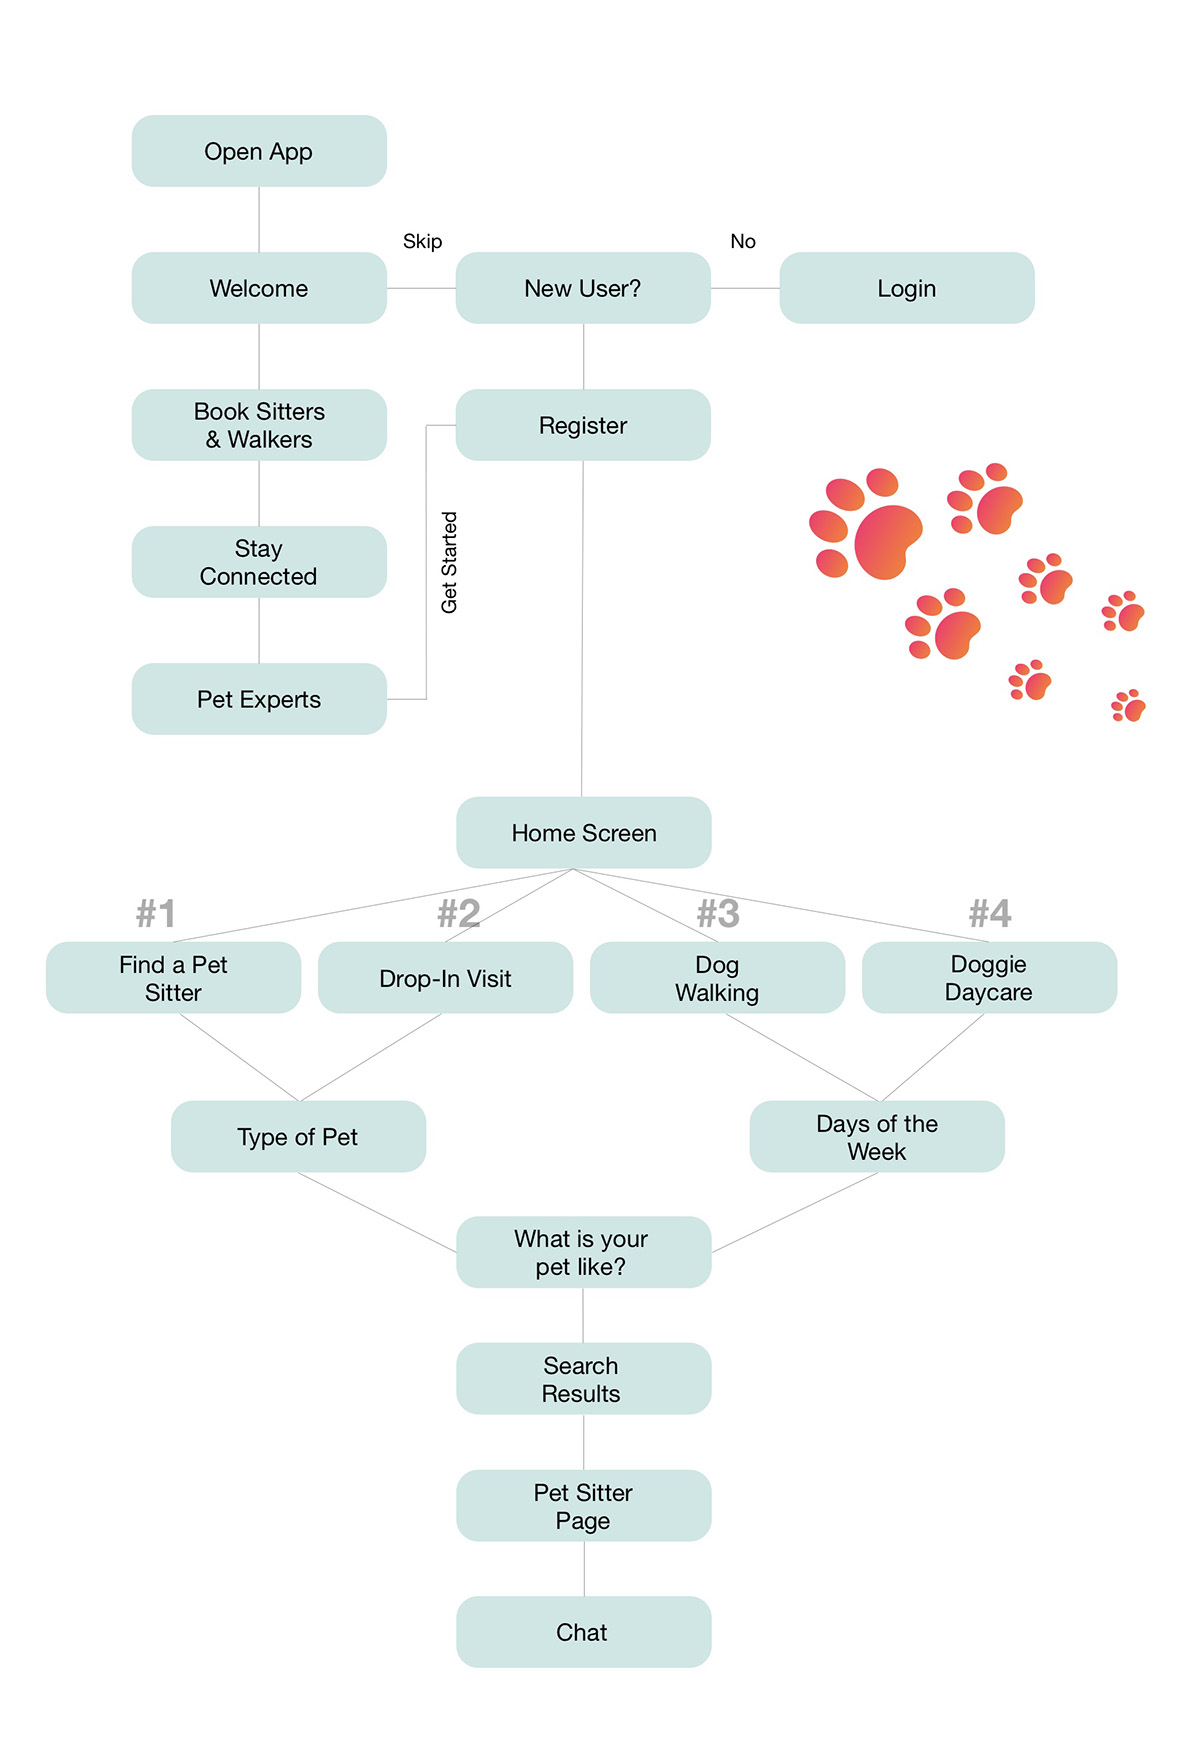 Open App
Skip
No
Welcome
New User?
Login
Book Sitters
& Walkers
Register
Stay
Connected
Get Started
Pet Experts
Home Screen
#1
#2
#3
#4
Find a Pet
Sitter
Drop-In Visit
Dog
Walking
Doggie
Daycare
Type of Pet
Days of the
Week
What is your
pet like?
Search
Results
Pet Sitter
Page
Chat